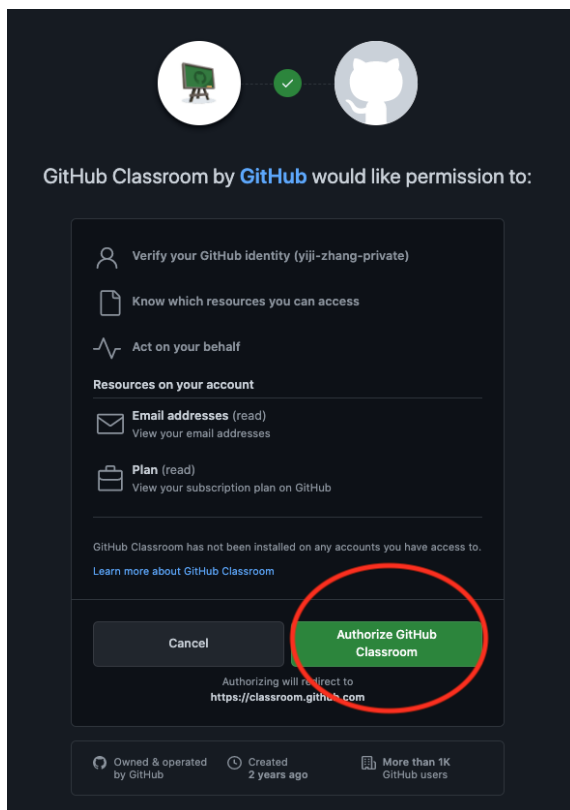 GitHub Classroom by GitHub would like permission to:
Verify your GitHub identity (yiji-zhang-private)
Know which resources you can access
Act on your behalf
Resources on your account
Email addresses (read)
View your email addresses
Plan (read)
View your subscription plan on GitHub
GitHub Classroom has not been installed on any accounts you have access to.
Learn more about GitHub Classroom
Cancel
Authorize GitHub
Classroom
Authorizing will redirect to
https://classroom.github.com
Owned & operated
by GitHub
Created
2 years ago
More than 1K
GitHub users